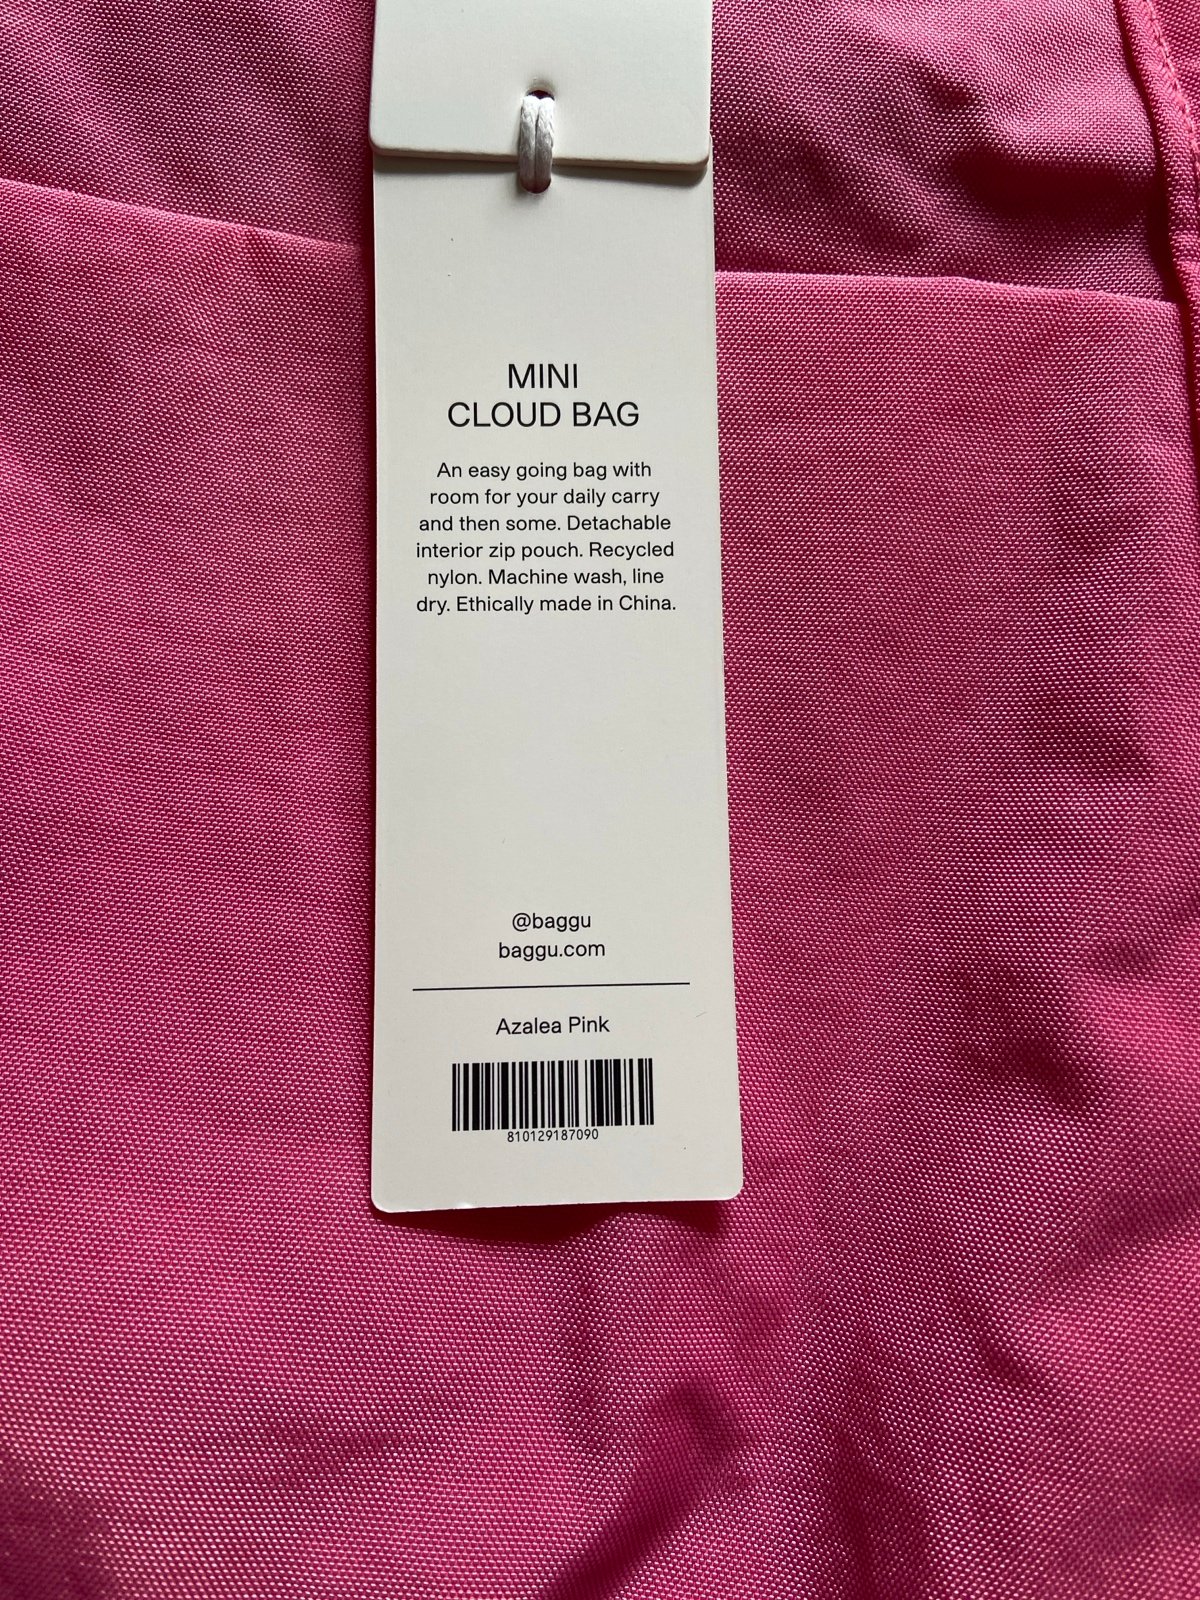 MINI
CLOUD BAG
An easy going bag with
room for your daily carry
and then some. Detachable
interior zip pouch. Recycled
nylon. Machine wash, line
dry. Ethically made in China.
@baggu
baggu.com
Azalea Pink
810129187090